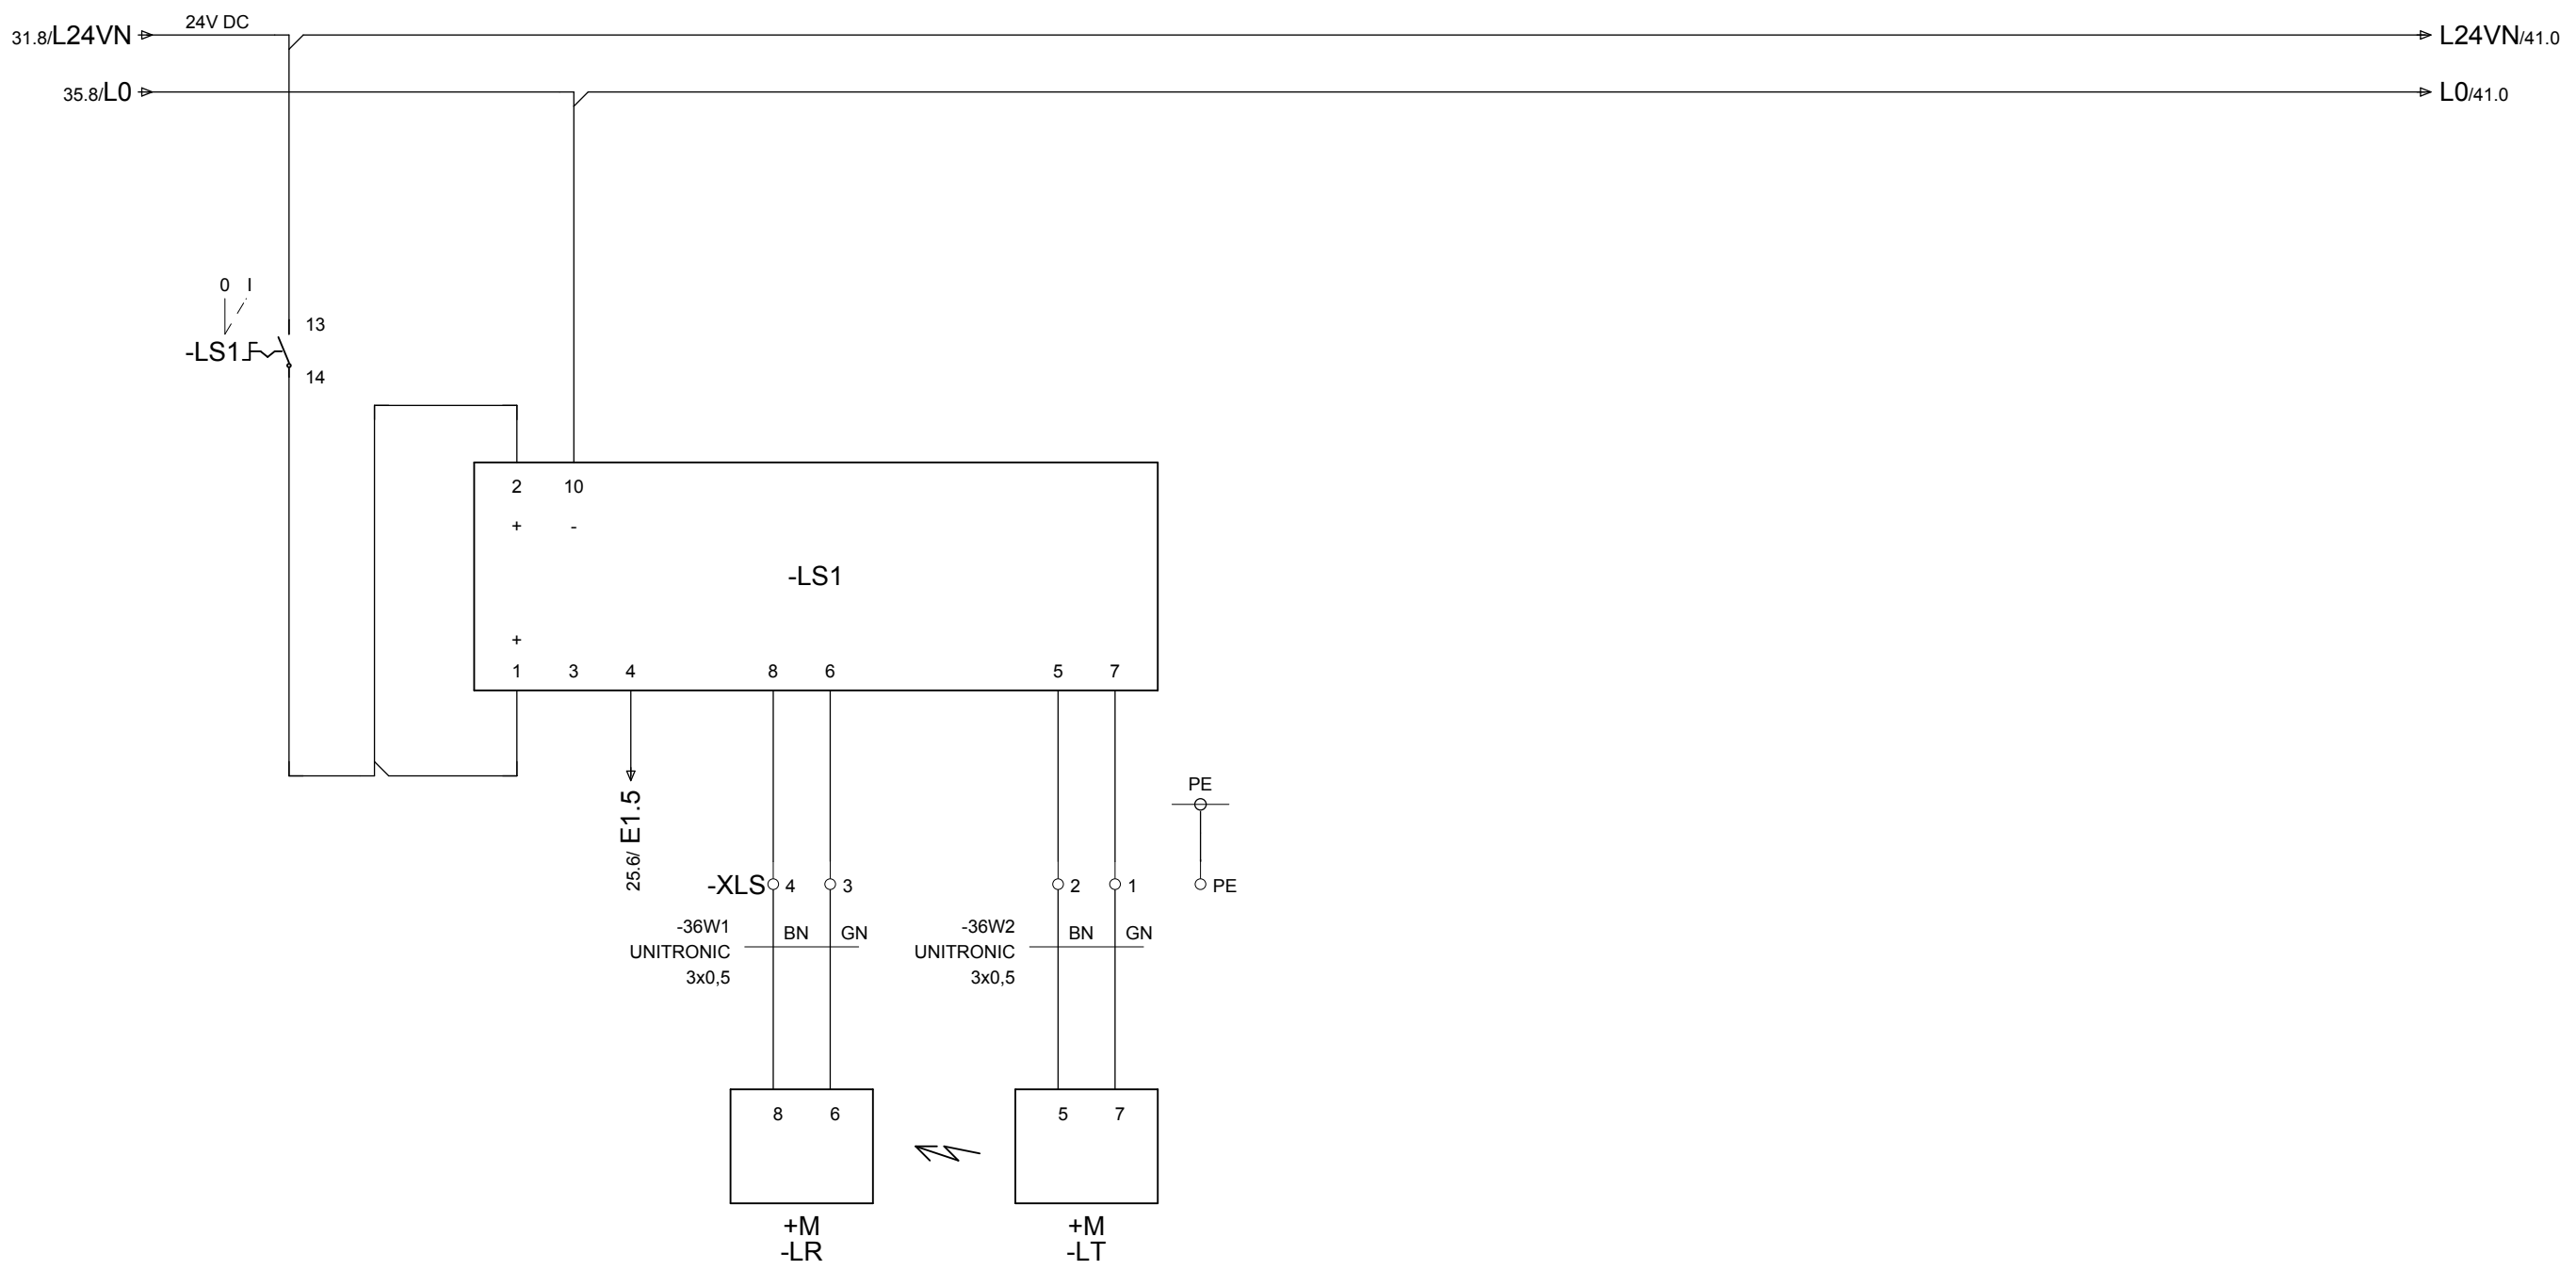 24V DC
31.8/L24VN
L24VN/41.0
35.8/L0
L0/41.0
0 I
13
-LS1
14
2 10
+ -
-LS1
+
1 3 4 8 6 5 7
25.6/ E1.5
PE
-XLS 4 3 2 1 PE
-36W1 BN GN
UNITRONIC
3x0,5
-36W2 BN GN
UNITRONIC
3x0,5
8 6
5 7
+M
-LR
+M
-LT